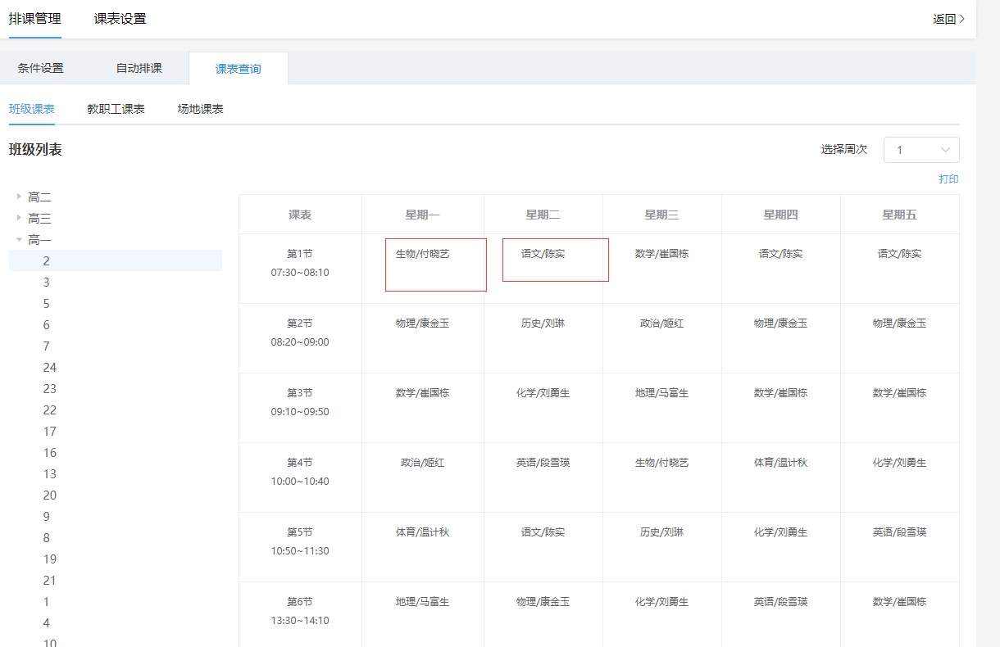 排课管理 课表设置 返回
条件设置 自动排课 课表查询
班级课表 教职工课表 场地课表
班级列表 选择周次 1
打印
高二
高三
高一
2
3
5
6
7
24
23
22
17
16
13
20
9
8
19
21
1
4
10
课表 星期一 星期二 星期三 星期四 星期五
第1节 生物/付晓艺 语文/陈实 数学/崔国栋 语文/陈实 语文/陈实
07:30~08:10
第2节 物理/康金玉 历史/刘琳 政治/姬红 物理/康金玉 物理/康金玉
08:20~09:00
第3节 数学/崔国栋 化学/刘勇生 地理/马富生 数学/崔国栋 数学/崔国栋
09:10~09:50
第4节 政治/姬红 英语/段雪瑛 生物/付晓艺 体育/温计秋 化学/刘勇生
10:00~10:40
第5节 体育/温计秋 语文/陈实 历史/刘琳 化学/刘勇生 英语/段雪瑛
10:50~11:30
第6节 地理/马富生 物理/康金玉 化学/刘勇生 英语/段雪瑛 数学/崔国栋
13:30~14:10